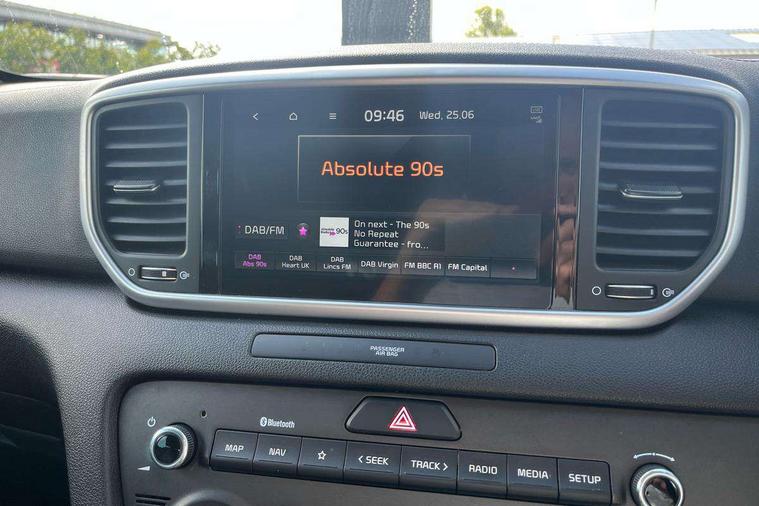 09:46 Wed, 25.06
Absolute 90s
DAB/FM
90s
On next - The 90s
No Repeat
Guarantee - fro...
DAB
Abs 90s
DAB
Heart UK
DAB
Lincs FM
DAB Virgin
FM BBC R1
FM Capital
PASSENGER
AIR BAG
Bluetooth
MAP
NAV
< SEEK
TRACK >
RADIO
MEDIA
SETUP